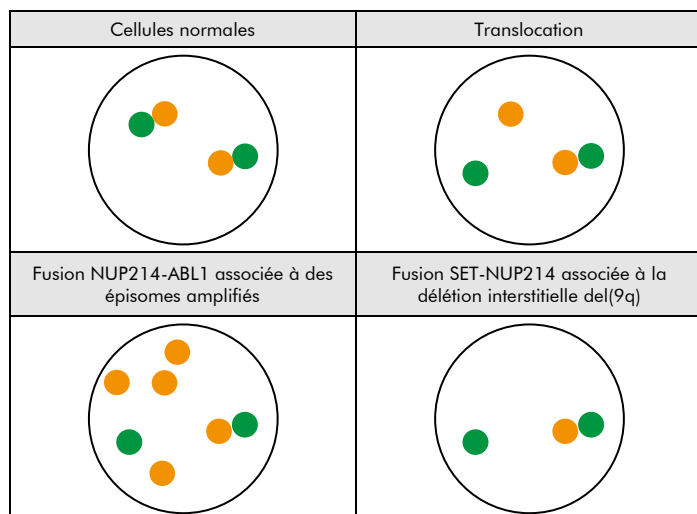 Cellules normales
Translocation
Fusion NUP214-ABL1 associée à des
épisomes amplifiés
Fusion SET-NUP214 associée à la
délétion interstitielle del(9q)